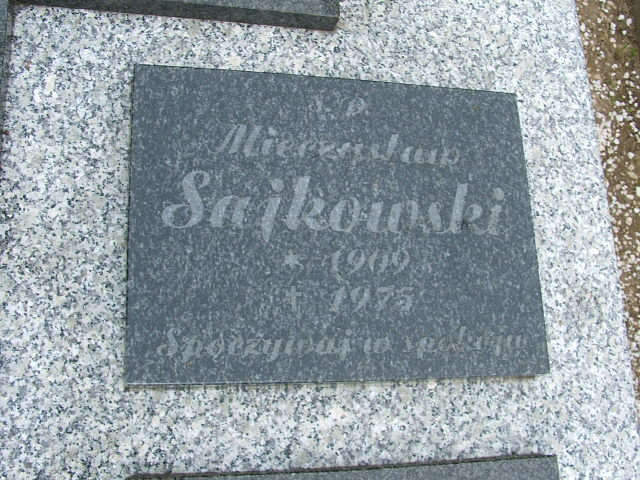 Ś. P.
Mieczysław
Sajkowski
* 1909
† 1975
Spoczywaj w spokoju